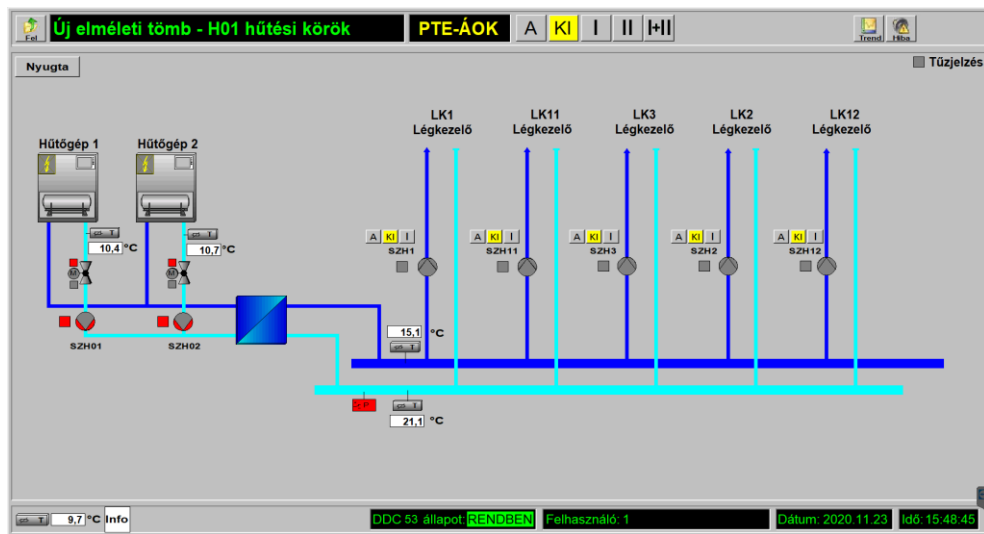 Fel
Új elméleti tömb - H01 hűtési körök
PTE-ÁOK
A KI I II I+II
Trend
Hiba
Nyugta
Tűzjelzés
LK1
Légkezelő
LK11
Légkezelő
LK3
Légkezelő
LK2
Légkezelő
LK12
Légkezelő
Hűtőgép 1
Hűtőgép 2
T
10,4 °C
T
10,7 °C
M
M
SZH01
SZH02
A KI I
SZH1
A KI I
SZH11
A KI I
SZH3
A KI I
SZH2
A KI I
SZH12
15,1 °C
T
T
21,1 °C
T 9,7 °C Info
DDC 53 állapot: RENDBEN
Felhasználó: 1
Dátum: 2020.11.23
Idő: 15:48:45